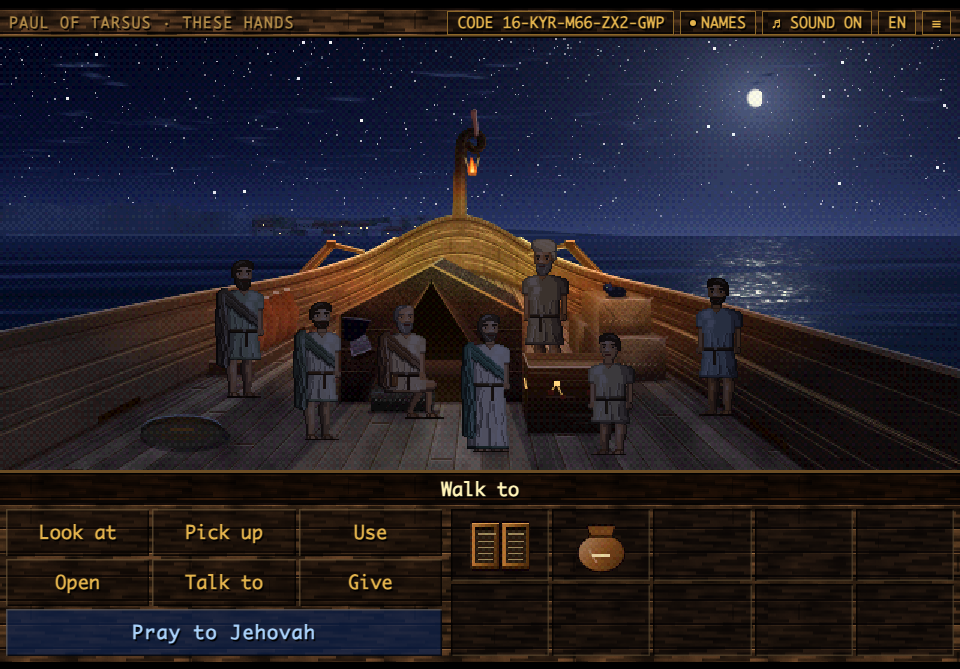 PAUL OF TARSUS · THESE HANDS
CODE 16-KYR-M66-ZX2-GWP
• NAMES
♫ SOUND ON
EN
≡
Walk to
Look at
Pick up
Use
Open
Talk to
Give
Pray to Jehovah